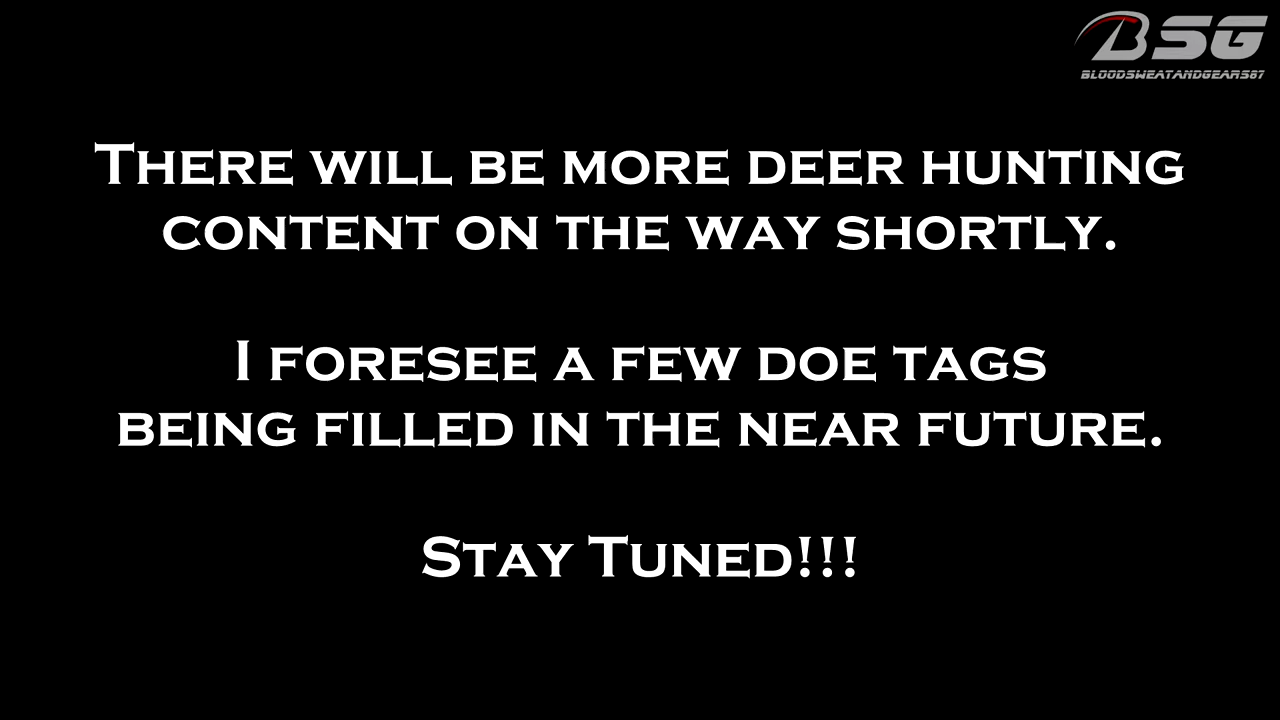 BSG
BLOODSWEATANDGEARS87
There will be more deer hunting
content on the way shortly.
I foresee a few doe tags
being filled in the near future.
Stay Tuned!!!